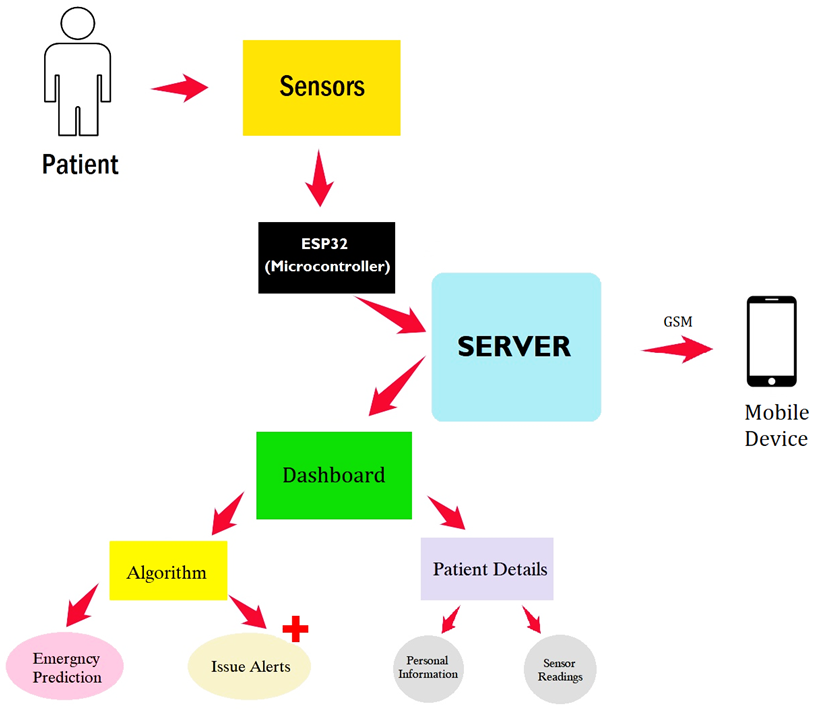 Sensors
Patient
ESP32
(Microcontroller)
SERVER
GSM
Mobile
Device
Dashboard
Algorithm
Patient Details
Emergncy
Prediction
Issue Alerts
Personal
Information
Sensor
Readings